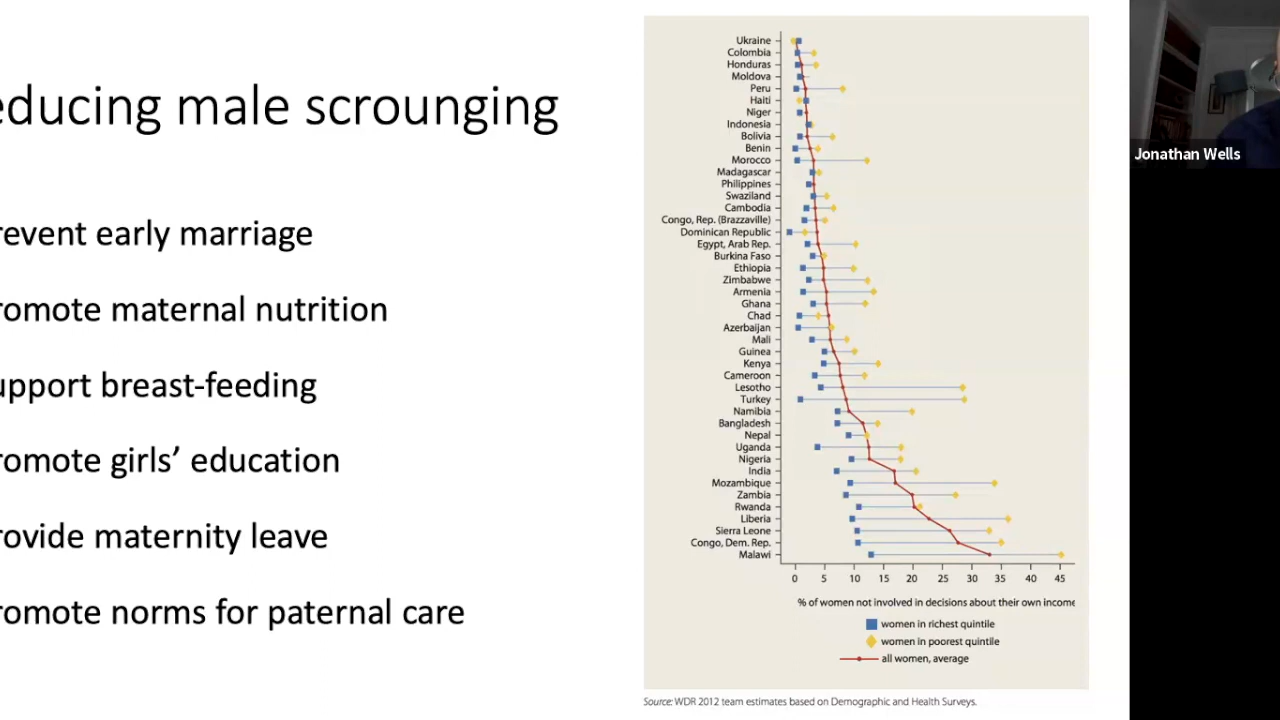 educing male scrounging
revent early marriage
romote maternal nutrition
upport breast-feeding
romote girls’ education
rovide maternity leave
romote norms for paternal care
Ukraine
Colombia
Honduras
Moldova
Peru
Haiti
Niger
Indonesia
Bolivia
Benin
Morocco
Madagascar
Philippines
Swaziland
Cambodia
Congo, Rep. (Brazzaville)
Dominican Republic
Egypt, Arab Rep.
Burkina Faso
Ethiopia
Zimbabwe
Armenia
Ghana
Chad
Azerbaijan
Mali
Guinea
Kenya
Cameroon
Lesotho
Turkey
Namibia
Bangladesh
Nepal
Uganda
Nigeria
India
Mozambique
Zambia
Rwanda
Liberia
Sierra Leone
Congo, Dem. Rep.
Malawi
0 5 10 15 20 25 30 35 40 45
% of women not involved in decisions about their own income
women in richest quintile
women in poorest quintile
all women, average
Source: WDR 2012 team estimates based on Demographic and Health Surveys.
Jonathan Wells